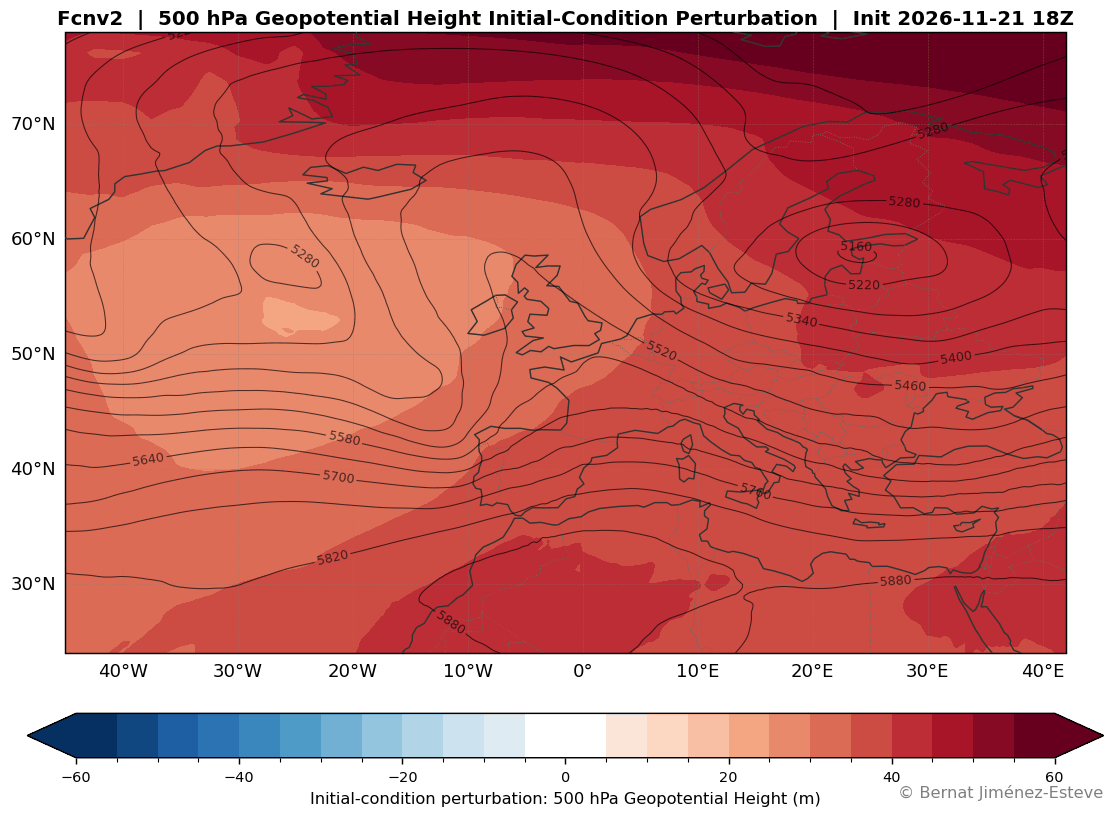 Fcnv2 | 500 hPa Geopotential Height Initial-Condition Perturbation | Init 2026-11-21 18Z
70°N
60°N
50°N
40°N
30°N
5280
5280
5280
5160
5220
5340
5520
5400
5460
5580
5640
5700
5760
5820
5880
5880
40°W 30°W 20°W 10°W 0° 10°E 20°E 30°E 40°E
−60 −40 −20 0 20 40 60
Initial-condition perturbation: 500 hPa Geopotential Height (m)
© Bernat Jiménez-Esteve